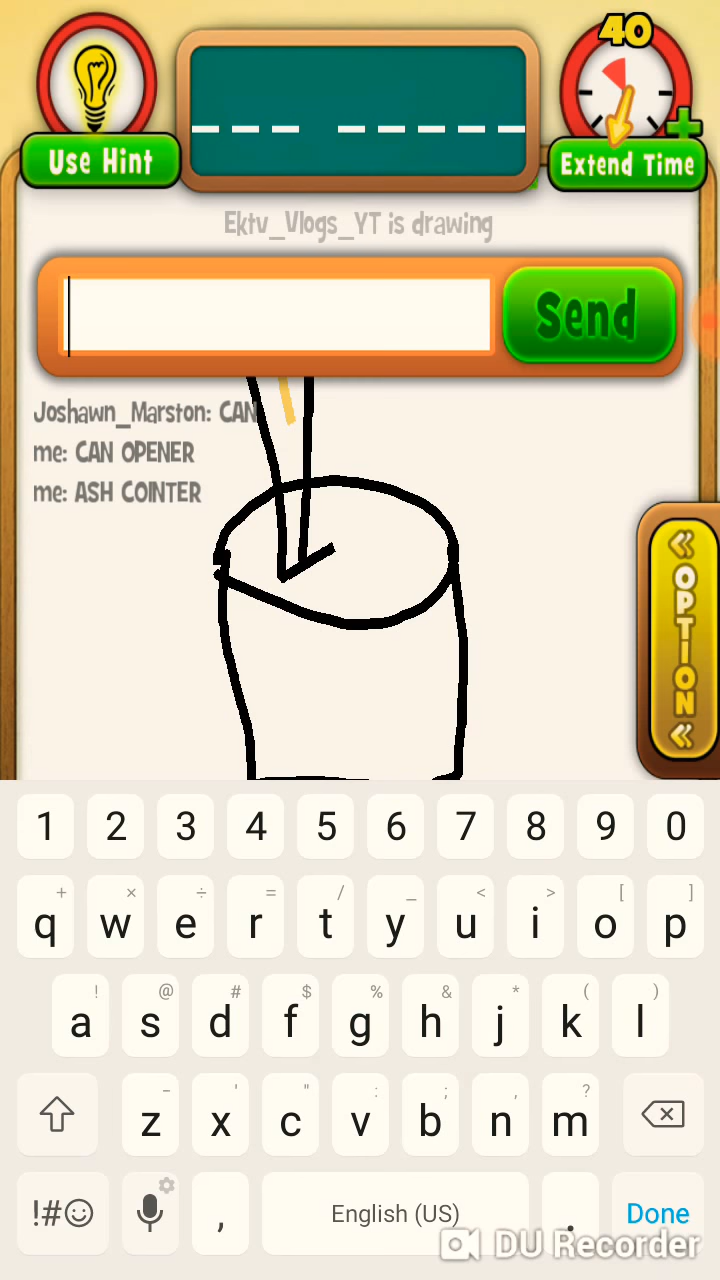 40
Use Hint
Extend Time
Ektv_Vlogs_YT is drawing
Send
Joshawn_Marston: CAN
me: CAN OPENER
me: ASH COINTER
OPTION
1 2 3 4 5 6 7 8 9 0
+ × ÷ = / _ < > [ ]
q w e r t y u i o p
! @ # $ % & * ( )
a s d f g h j k l
- ' " : ; , ?
z x c v b n m
!#☺ , English (US) . Done
DU Recorder